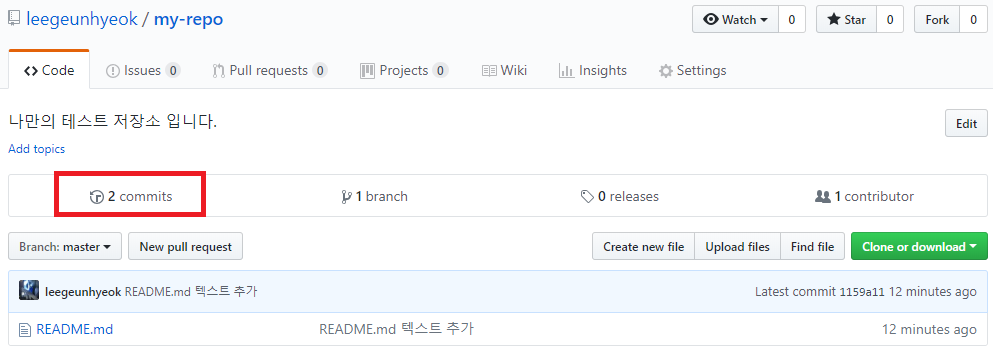 leegeunhyeok / my-repo Watch 0 Star 0 Fork 0
Code Issues 0 Pull requests 0 Projects 0 Wiki Insights Settings
나만의 테스트 저장소 입니다. Edit
Add topics
2 commits 1 branch 0 releases 1 contributor
Branch: master New pull request Create new file Upload files Find file Clone or download
leegeunhyeok README.md 텍스트 추가 Latest commit 1159a11 12 minutes ago
README.md README.md 텍스트 추가 12 minutes ago